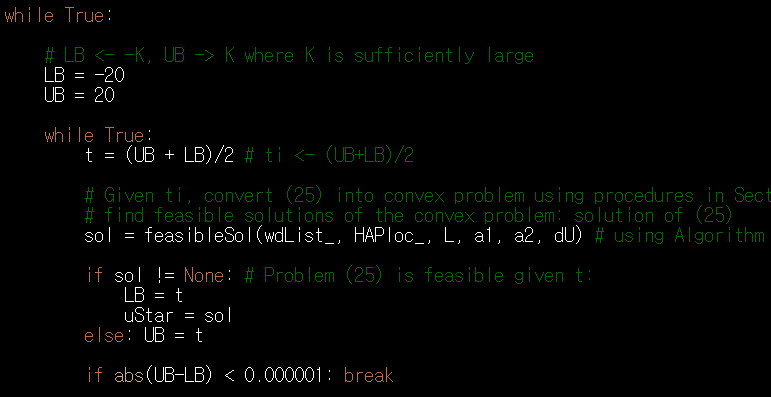 while True:
# LB <- -K, UB -> K where K is sufficiently large
LB = -20
UB = 20
while True:
t = (UB + LB)/2 # ti <- (UB+LB)/2
# Given ti, convert (25) into convex problem using procedures in Sect
# find feasible solutions of the convex problem: solution of (25)
sol = feasibleSol(wdList_, HAPloc_, L, a1, a2, dU) # using Algorithm
if sol != None: # Problem (25) is feasible given t:
LB = t
uStar = sol
else: UB = t
if abs(UB-LB) < 0.000001: break